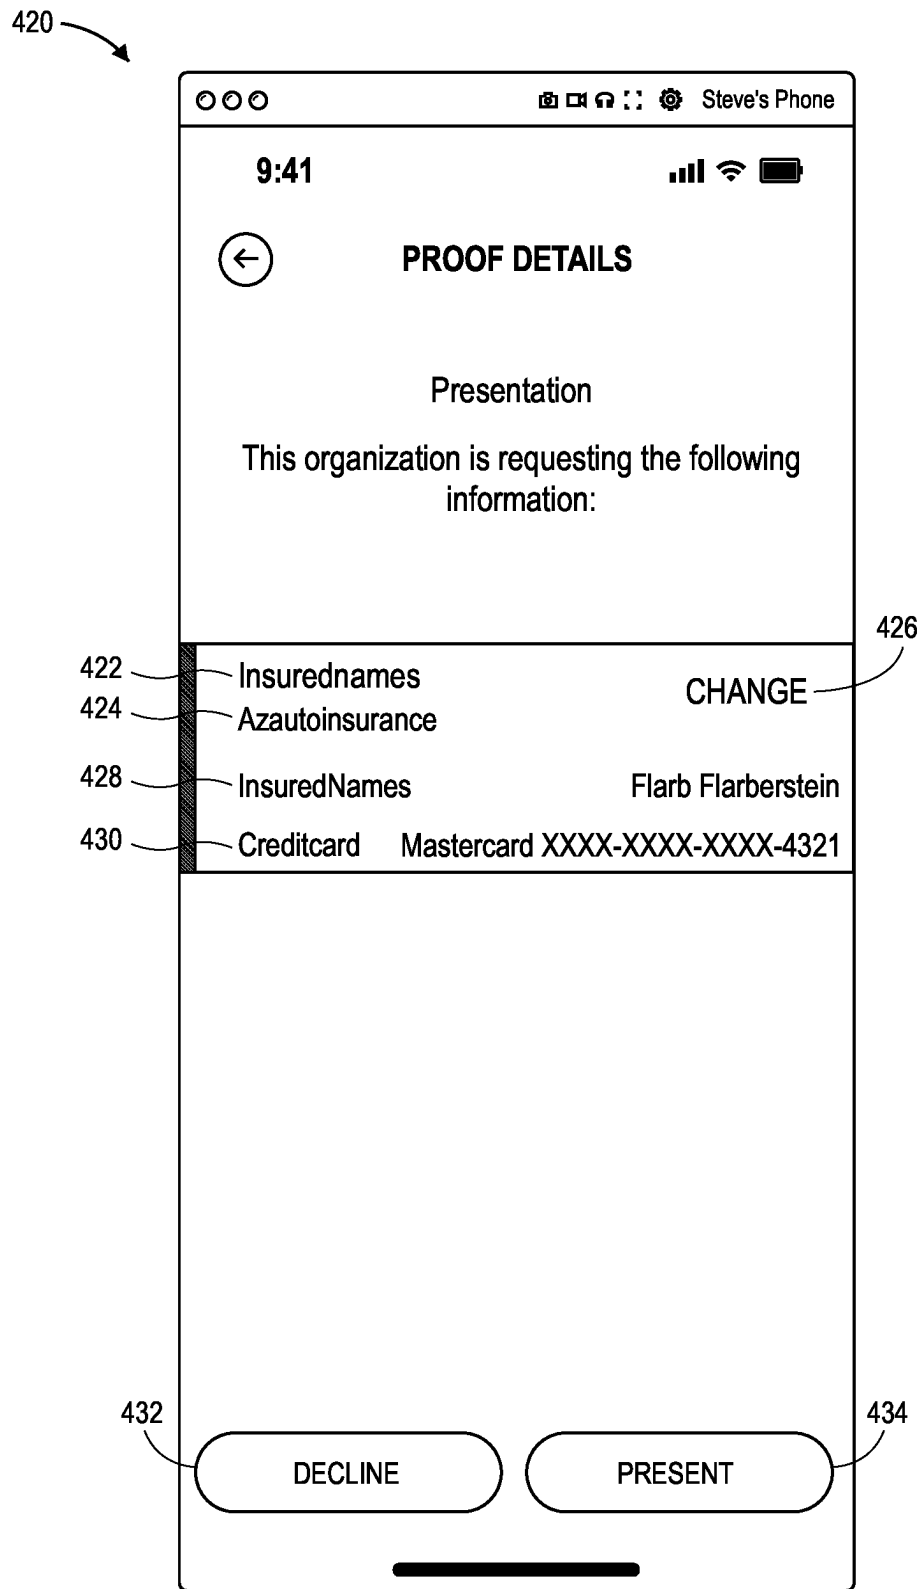 420
Steve's Phone
9:41
PROOF DETAILS
Presentation
This organization is requesting the following
information:
426
422 Insurednames
CHANGE
424 Azautoinsurance
428 InsuredNames Flarb Flarberstein
430 Creditcard Mastercard XXXX-XXXX-XXXX-4321
432 434
DECLINE PRESENT